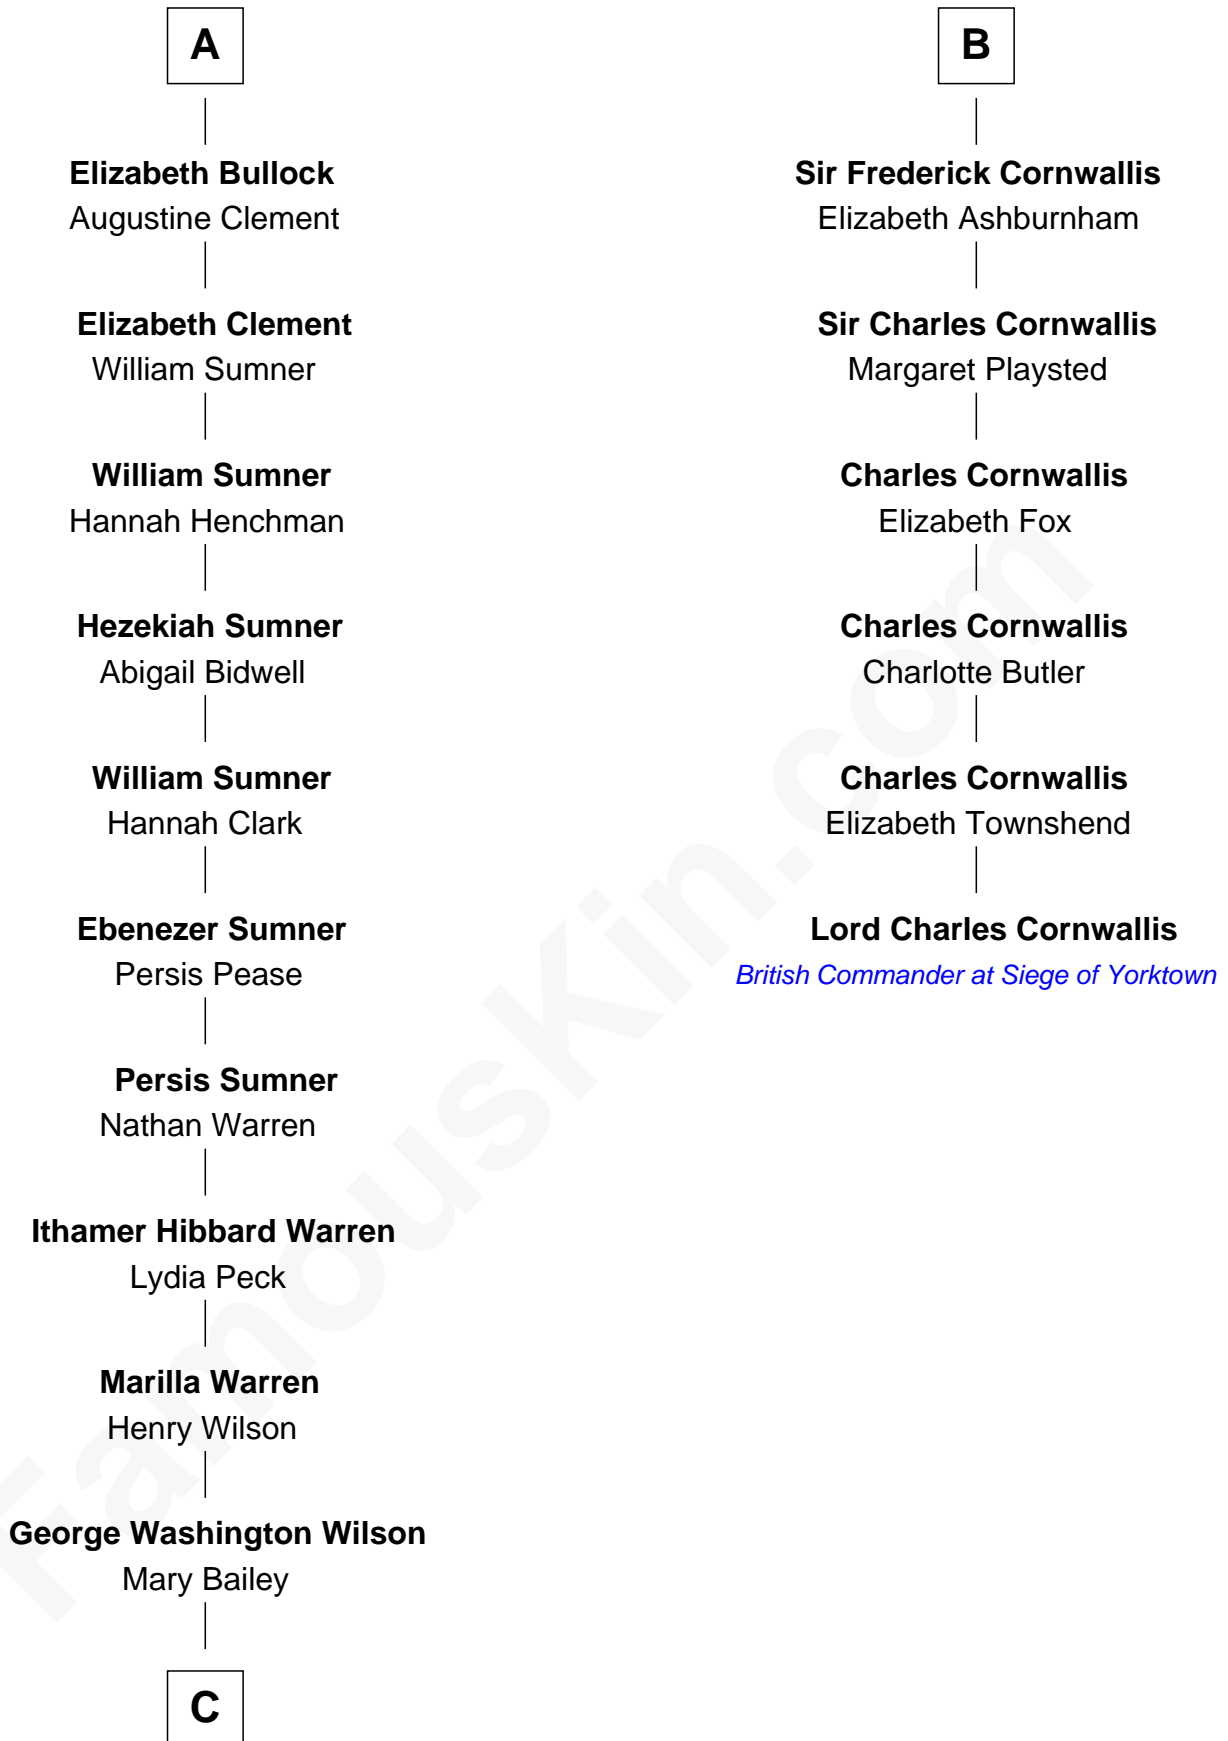 A
Elizabeth Bullock
Augustine Clement
Elizabeth Clement
William Sumner
William Sumner
Hannah Henchman
Hezekiah Sumner
Abigail Bidwell
William Sumner
Hannah Clark
Ebenezer Sumner
Persis Pease
Persis Sumner
Nathan Warren
Ithamer Hibbard Warren
Lydia Peck
Marilla Warren
Henry Wilson
George Washington Wilson
Mary Bailey
C
B
Sir Frederick Cornwallis
Elizabeth Ashburnham
Sir Charles Cornwallis
Margaret Playsted
Charles Cornwallis
Elizabeth Fox
Charles Cornwallis
Charlotte Butler
Charles Cornwallis
Elizabeth Townshend
Lord Charles Cornwallis
British Commander at Siege of Yorktown
FamousKin.com